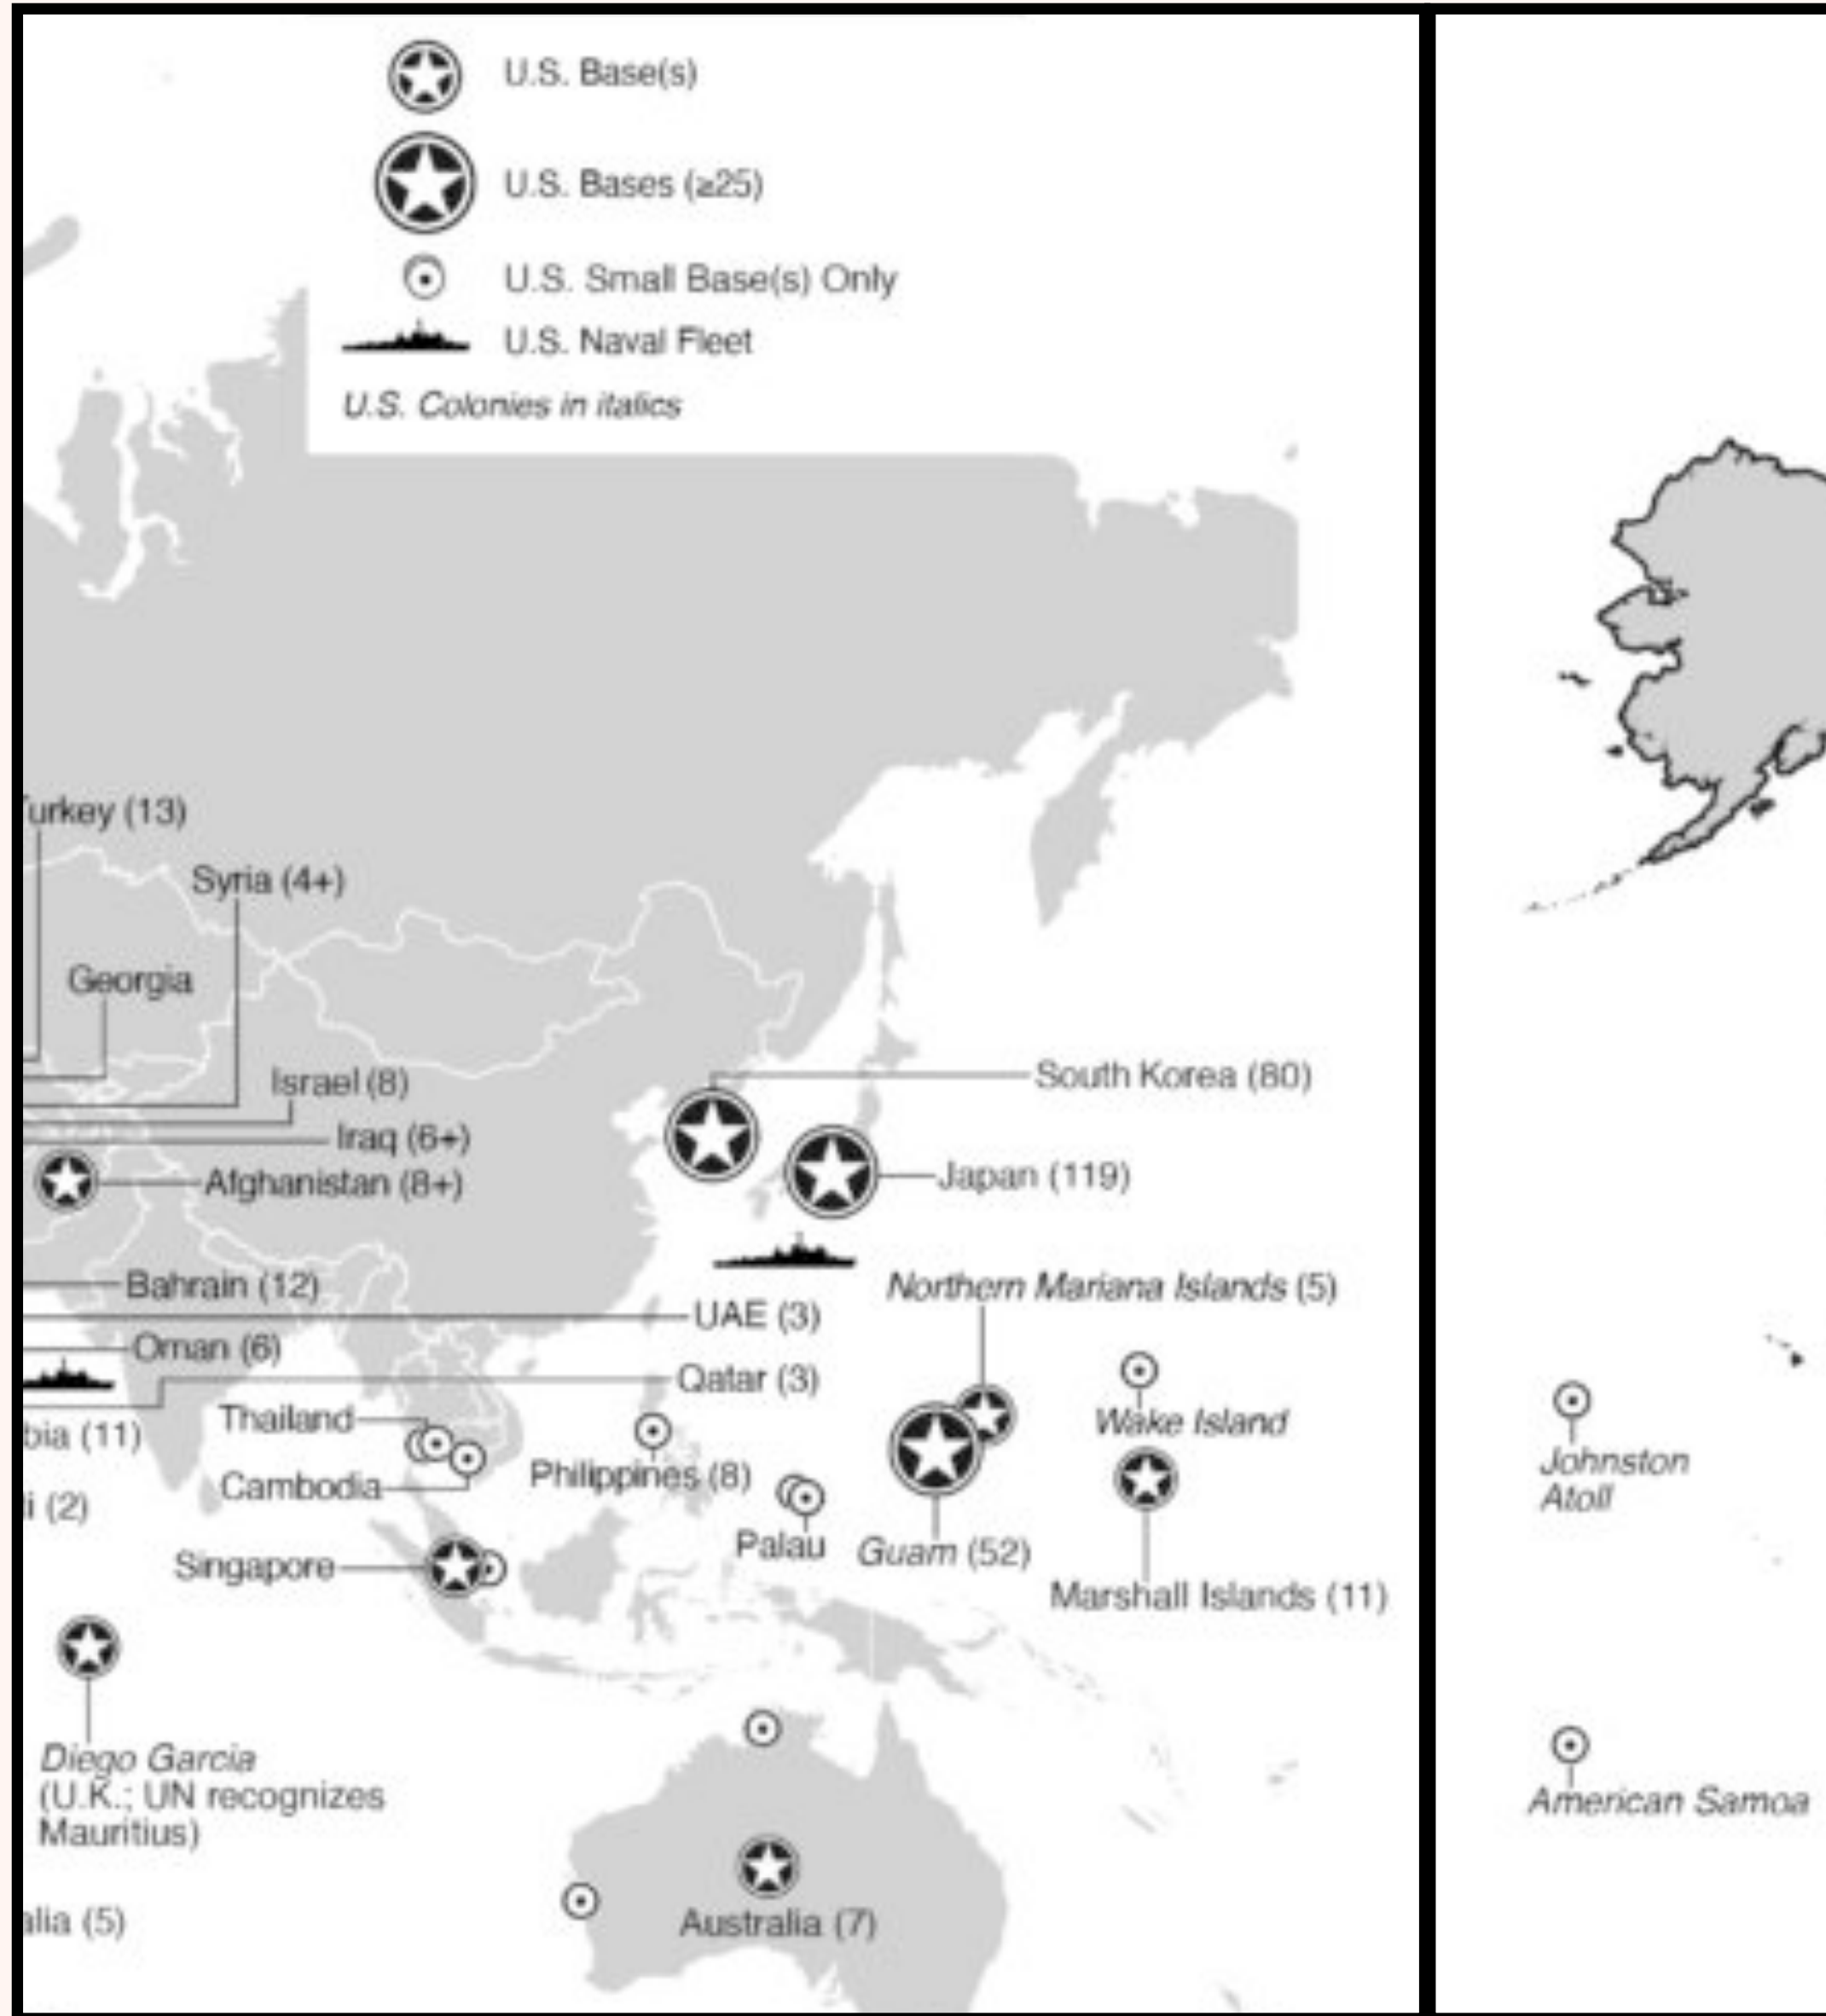 U.S. Base(s)
U.S. Bases (≥25)
U.S. Small Base(s) Only
U.S. Naval Fleet
U.S. Colonies in italics
Turkey (13)
Syria (4+)
Georgia
Israel (8)
Iraq (6+)
Afghanistan (8+)
South Korea (80)
Japan (119)
Bahrain (12)
Northern Mariana Islands (5)
UAE (3)
Oman (6)
Qatar (3)
Thailand
bia (11)
Wake Island
Cambodia
Philippines (8)
li (2)
Palau
Guam (52)
Singapore
Marshall Islands (11)
Johnston
Atoll
Diego Garcia
(U.K.; UN recognizes
Mauritius)
American Samoa
alia (5)
Australia (7)